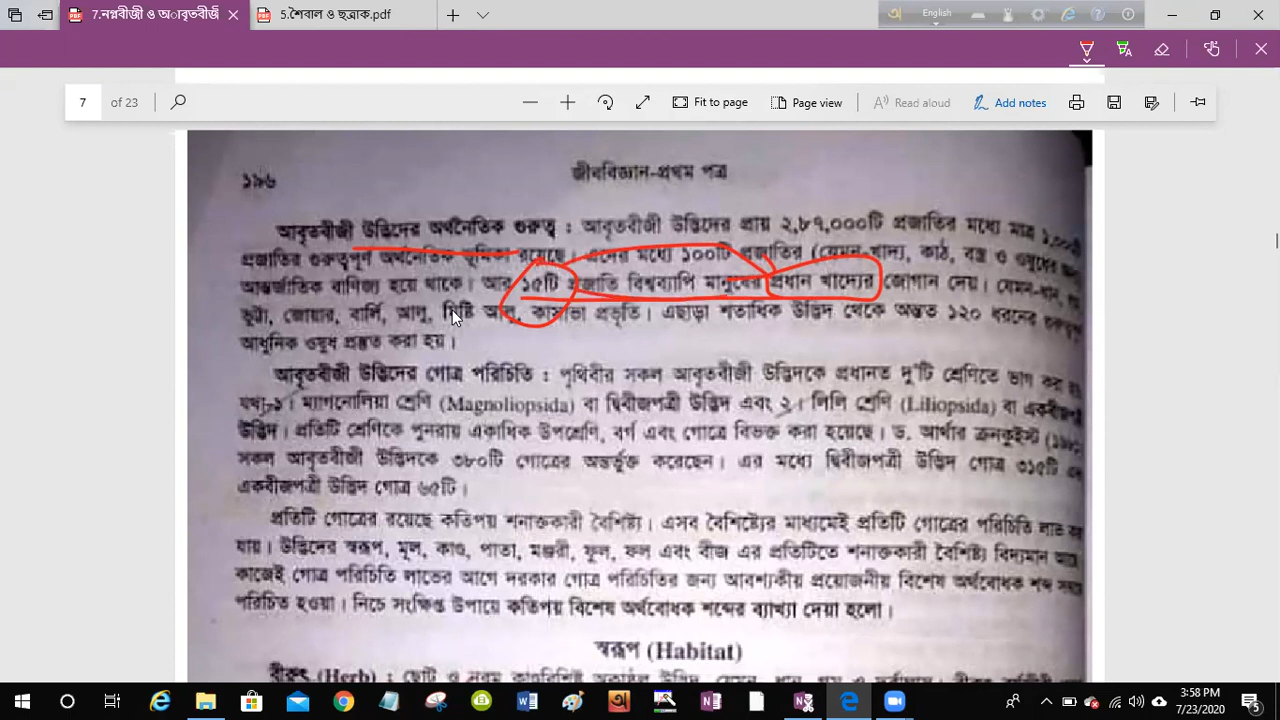 7.নগ্নবীজী ও
5.শৈবাল ও ছত্রাক.pdf
English
7 of 23
Fit to page
Page view
Read aloud
Add notes
১৯৬
জীববিজ্ঞান-প্রথম পত্র
আবৃতবীজী উদ্ভিদের অর্থনৈতিক গুরুত্ব : আবৃতবীজী উদ্ভিদের প্রায় ২,৮৭,০০০টি প্রজাতির মধ্যে মাত্র
প্রজাতির গুরুত্বপূর্ণ অর্থনৈতিক ভূমিকা রয়েছে। এদের মধ্যে ১০০টি প্রজাতির (যেমন-খাদ্য, কাঠ, বস্ত্র ও ওষুধের
আন্তর্জাতিক বাণিজ্য হয়ে থাকে। আর ১৫টি প্রজাতি বিশ্বব্যাপি মানুষের প্রধান খাদ্যের জোগান দেয়। যেমন-ধান,
ভুট্টা, জোয়ার, বার্লি, আলু, মিষ্টি আলু, কাসাভা প্রভৃতি। এছাড়া শতাধিক উদ্ভিদ থেকে অন্তত ১২০ ধরনের
আধুনিক ওষুধ প্রস্তুত করা হয়।
আবৃতবীজী উদ্ভিদের গোত্র পরিচিতি : পৃথিবীর সকল আবৃতবীজী উদ্ভিদকে প্রধানত দু'টি শ্রেণিতে ভাগ করা
যথা-১। ম্যাগনোলিয়া শ্রেণি (Magnoliopsida) বা দ্বিবীজপত্রী উদ্ভিদ এবং ২। লিলি শ্রেণি (Liliopsida) বা একবীজপত্রী
উদ্ভিদ। প্রতিটি শ্রেণিকে পুনরায় একাধিক উপশ্রেণি, বর্গ এবং গোত্রে বিভক্ত করা হয়েছে। ড. আর্থার ক্রনকুইস্ট
সকল আবৃতবীজী উদ্ভিদকে ৩৮০টি গোত্রের অন্তর্ভুক্ত করেছেন। এর মধ্যে দ্বিবীজপত্রী উদ্ভিদ গোত্র ৩১৫টি
একবীজপত্রী উদ্ভিদ গোত্র ৬৫টি।
প্রতিটি গোত্রের রয়েছে কতিপয় শনাক্তকারী বৈশিষ্ট্য। এসব বৈশিষ্ট্যের মাধ্যমেই প্রতিটি গোত্রের পরিচিতি লাভ করা
যায়। উদ্ভিদের স্বরূপ, মূল, কাণ্ড, পাতা, মঞ্জরী, ফুল, ফল এবং বীজ এর প্রতিটিতে শনাক্তকারী বৈশিষ্ট্য বিদ্যমান
কাজেই গোত্র পরিচিতি লাভের আগে দরকার গোত্র পরিচিতির জন্য আবশ্যকীয় প্রয়োজনীয় বিশেষ অর্থবোধক শব্দ
পরিচিত হওয়া। নিচে সংক্ষিপ্ত উপায়ে কতিপয় বিশেষ অর্থবোধক শব্দের ব্যাখ্যা দেয়া হলো।
স্বরূপ (Habitat)
বীরুৎ (Herb) : ছোট ও নরম
3:58 PM
7/23/2020
5